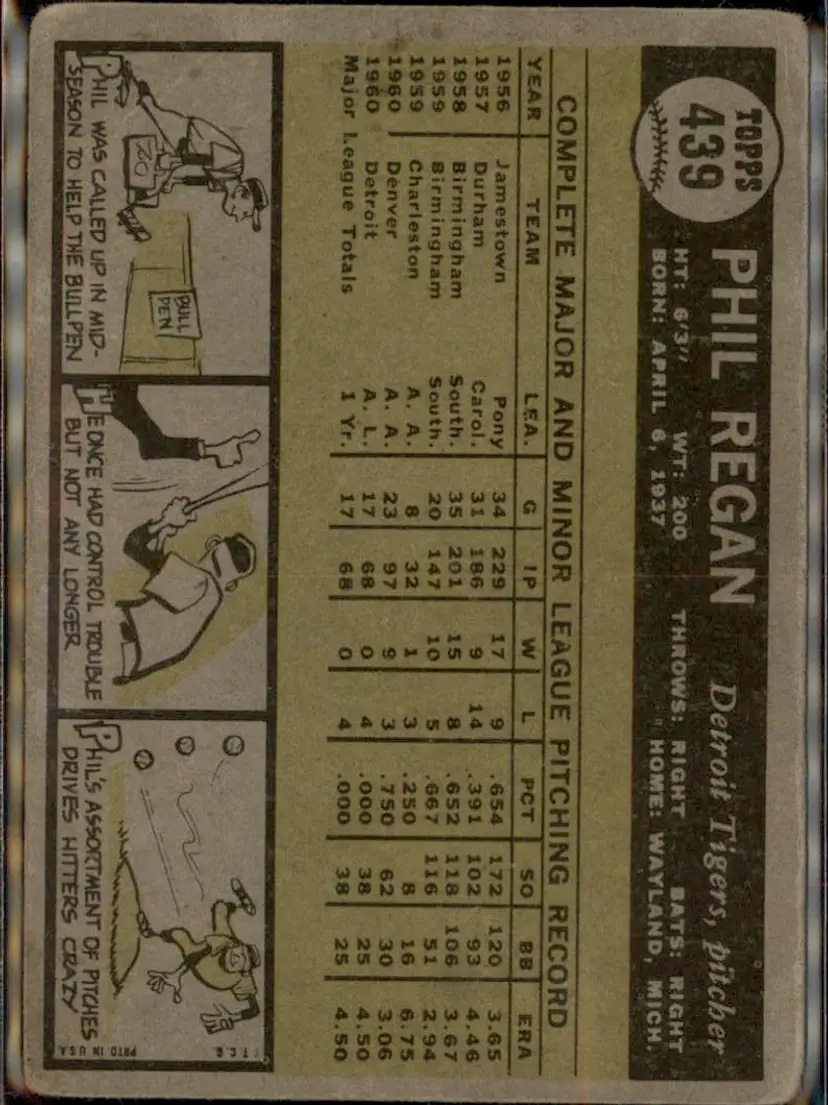 TOPPS
439
PHIL REGAN Detroit Tigers, pitcher
HT: 6'3" WT: 200 THROWS: RIGHT BATS: RIGHT
BORN: APRIL 6, 1937 HOME: WAYLAND, MICH.
COMPLETE MAJOR AND MINOR LEAGUE PITCHING RECORD
YEAR TEAM LEA. G IP W L PCT SO BB ERA
1956 Jamestown Pony 34 229 17 9 .654 172 120 3.65
1957 Durham Carol. 31 186 9 14 .391 102 93 4.46
1958 Birmingham South. 35 201 15 8 .652 118 106 3.67
1959 Birmingham South. 20 147 10 5 .667 116 51 2.94
1959 Charleston A. A. 8 32 1 3 .250 8 16 6.75
1960 Denver A. A. 23 97 9 3 .750 62 30 3.06
1960 Detroit A. L. 17 68 0 4 .000 38 25 4.50
Major League Totals 1 Yr. 17 68 0 4 .000 38 25 4.50
BULL
PEN
PHIL WAS CALLED UP IN MID-
SEASON TO HELP THE BULLPEN
HE ONCE HAD CONTROL TROUBLE
BUT NOT ANY LONGER
PHIL'S ASSORTMENT OF PITCHES
DRIVES HITTERS CRAZY
© T.C.G. PRTD. IN U.S.A.